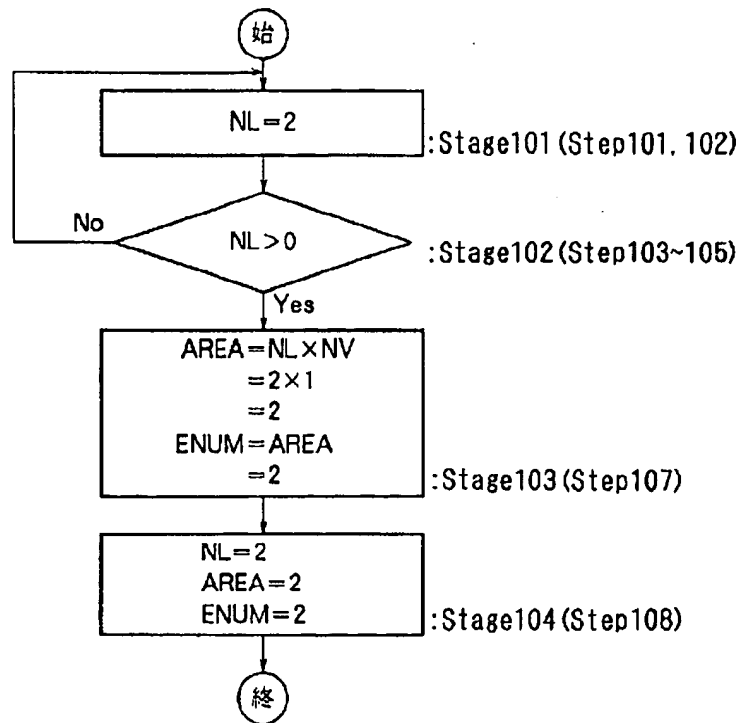 始
NL=2
:Stage101(Step101, 102)
No
NL>0
:Stage102(Step103~105)
Yes
AREA=NL×NV
=2×1
=2
ENUM=AREA
=2
:Stage103(Step107)
NL=2
AREA=2
ENUM=2
:Stage104(Step108)
終